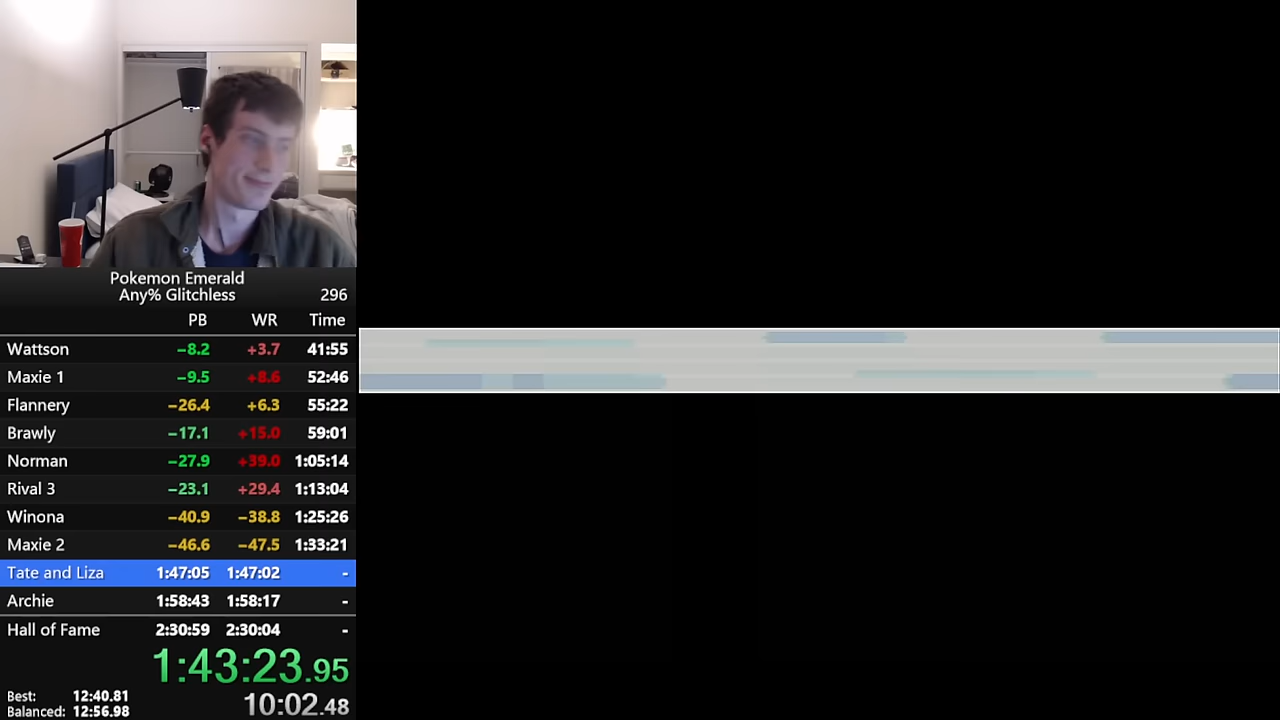 Pokemon Emerald
Any% Glitchless 296
PB WR Time
Wattson −8.2 +3.7 41:55
Maxie 1 −9.5 +8.6 52:46
Flannery −26.4 +6.3 55:22
Brawly −17.1 +15.0 59:01
Norman −27.9 +39.0 1:05:14
Rival 3 −23.1 +29.4 1:13:04
Winona −40.9 −38.8 1:25:26
Maxie 2 −46.6 −47.5 1:33:21
Tate and Liza 1:47:05 1:47:02 -
Archie 1:58:43 1:58:17 -
Hall of Fame 2:30:59 2:30:04 -
1:43:23.95
Best: 12:40.81
Balanced: 12:56.98
10:02.48